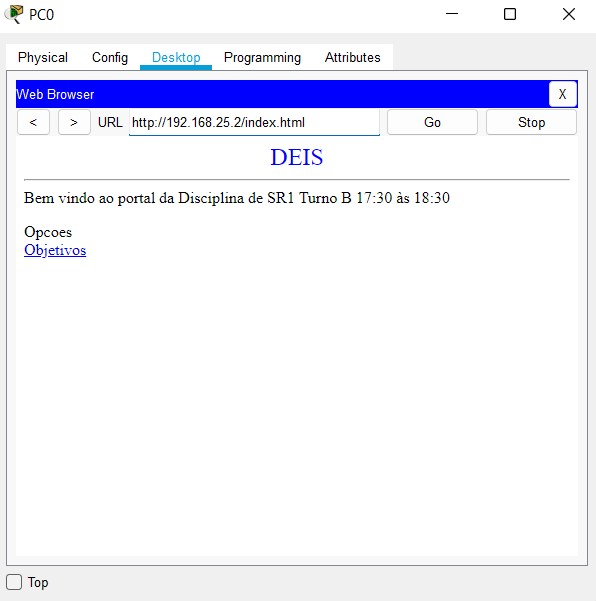 PC0
Physical Config Desktop Programming Attributes
Web Browser X
< > URL http://192.168.25.2/index.html Go Stop
DEIS
Bem vindo ao portal da Disciplina de SR1 Turno B 17:30 às 18:30
Opcoes
Objetivos
Top